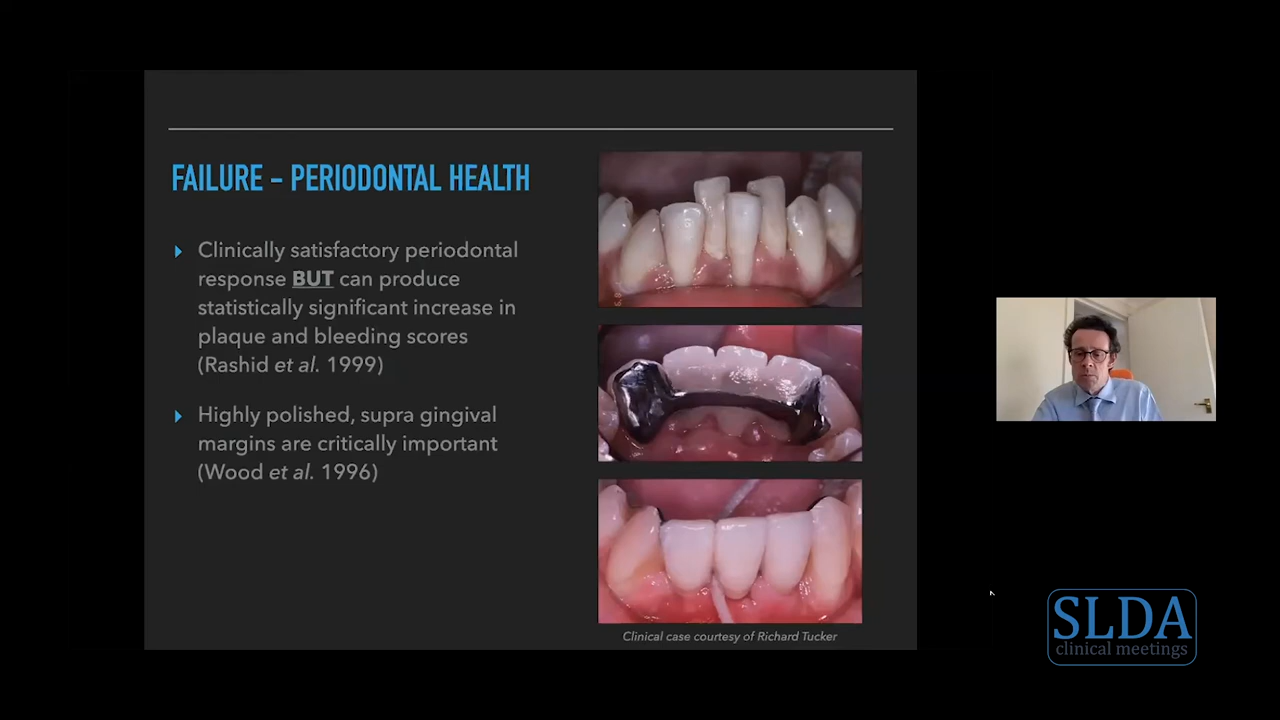 FAILURE – PERIODONTAL HEALTH
Clinically satisfactory periodontal
response BUT can produce
statistically significant increase in
plaque and bleeding scores
(Rashid et al. 1999)
Highly polished, supra gingival
margins are critically important
(Wood et al. 1996)
Clinical case courtesy of Richard Tucker
SLDA
clinical meetings